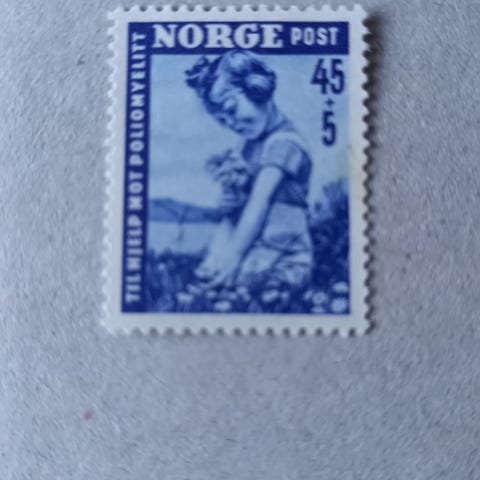 NORGE POST
45
+
5
TIL HJELP MOT POLIOMYELITT